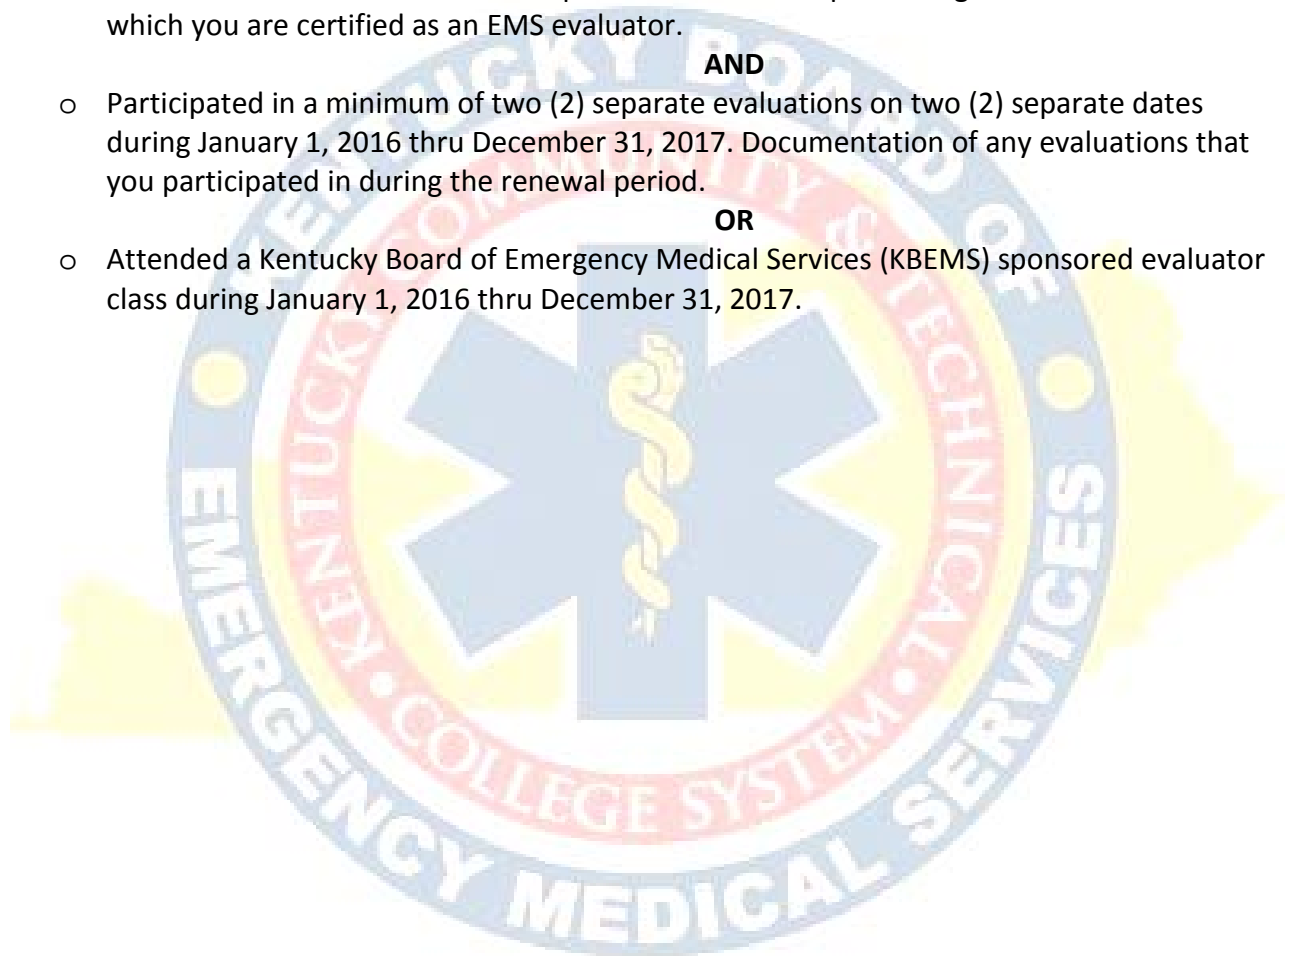 which you are certified as an EMS evaluator.
AND
o Participated in a minimum of two (2) separate evaluations on two (2) separate dates
during January 1, 2016 thru December 31, 2017. Documentation of any evaluations that
you participated in during the renewal period.
OR
o Attended a Kentucky Board of Emergency Medical Services (KBEMS) sponsored evaluator
class during January 1, 2016 thru December 31, 2017.
KENTUCKY BOARD OF
EMERGENCY MEDICAL SERVICES
KENTUCKY COMMUNITY & TECHNICAL
• COLLEGE SYSTEM •